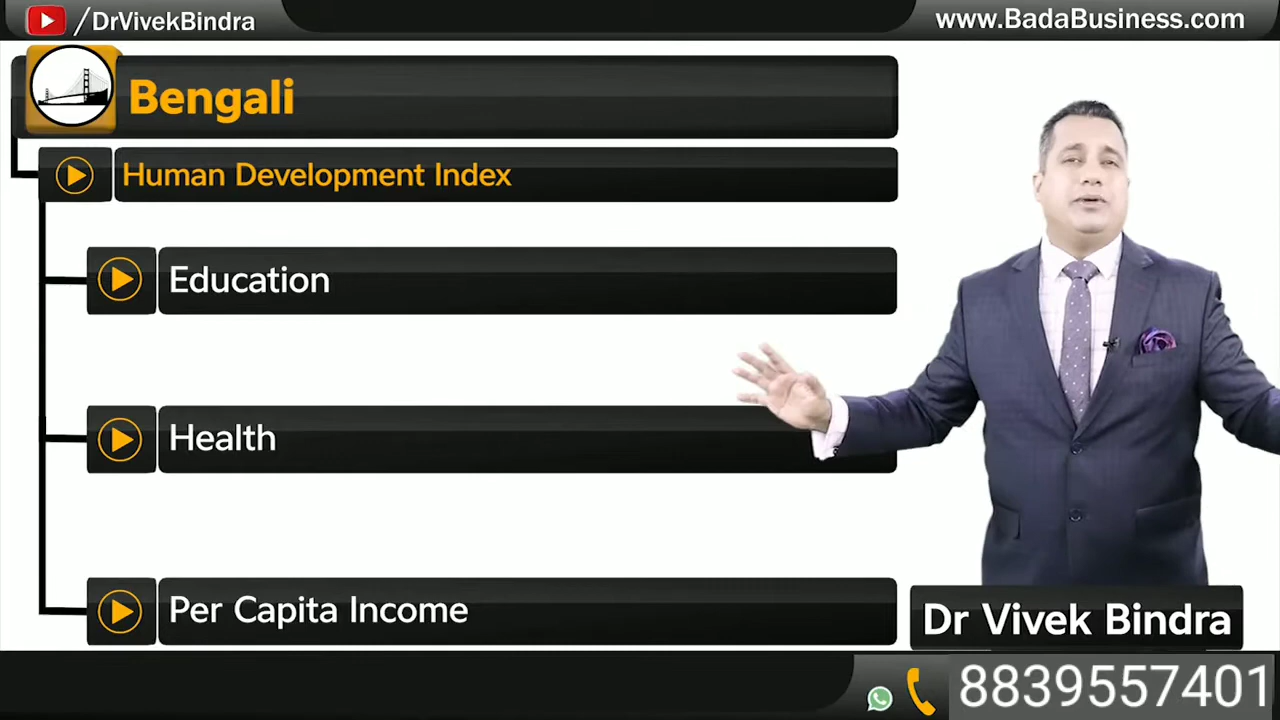 /DrVivekBindra
www.BadaBusiness.com
Bengali
Human Development Index
Education
Health
Per Capita Income
Dr Vivek Bindra
8839557401